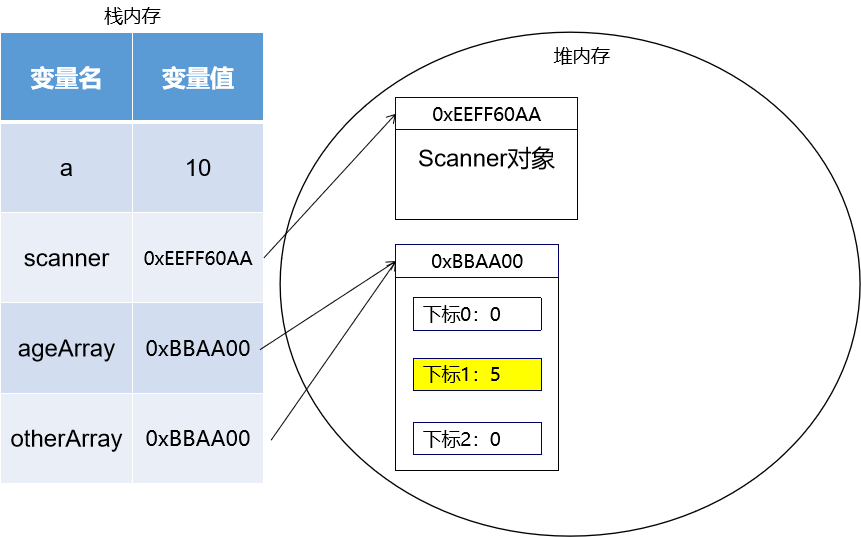 栈内存
变量名 变量值
a 10
scanner 0xEEFF60AA
ageArray 0xBBAA00
otherArray 0xBBAA00
堆内存
0xEEFF60AA
Scanner对象
0xBBAA00
下标0：0
下标1：5
下标2：0